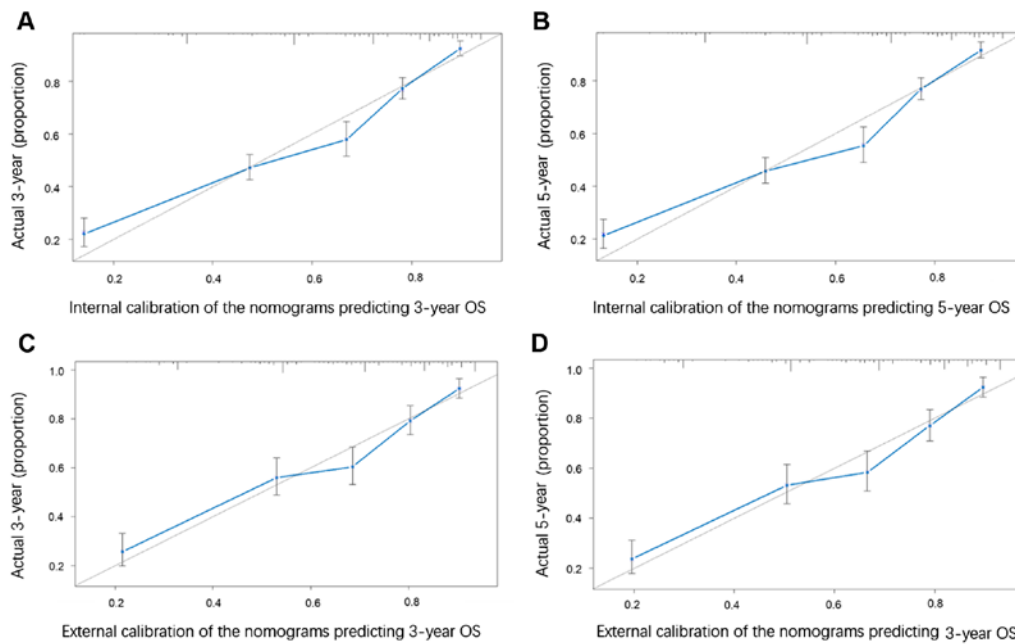 A
Actual 3-year (proportion)
0.8
0.6
0.4
0.2
0.2 0.4 0.6 0.8
Internal calibration of the nomograms predicting 3-year OS
B
Actual 5-year (proportion)
0.8
0.6
0.4
0.2
0.2 0.4 0.6 0.8
Internal calibration of the nomograms predicting 5-year OS
C
Actual 3-year (proportion)
1.0
0.8
0.6
0.4
0.2
0.2 0.4 0.6 0.8
External calibration of the nomograms predicting 3-year OS
D
Actual 5-year (proportion)
1.0
0.8
0.6
0.4
0.2
0.2 0.4 0.6 0.8
External calibration of the nomograms predicting 3-year OS